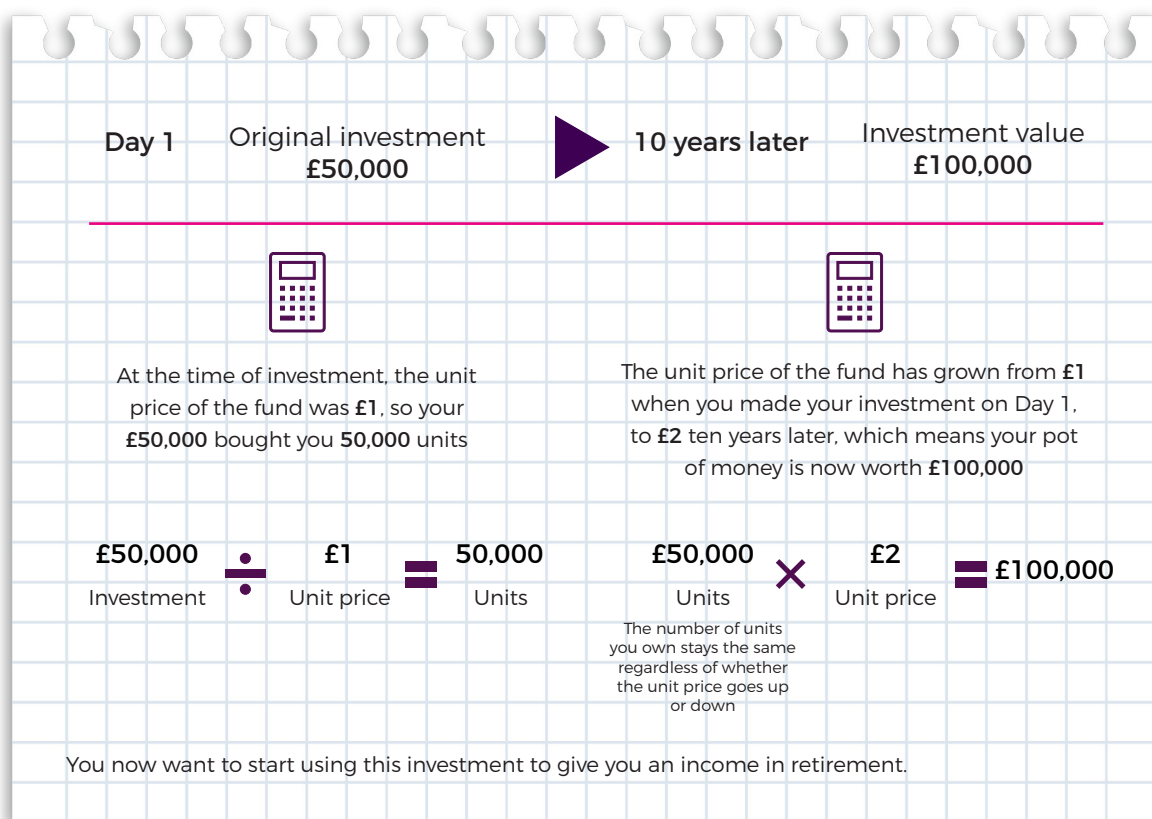 Day 1
Original investment
£50,000
10 years later
Investment value
£100,000
At the time of investment, the unit
price of the fund was £1, so your
£50,000 bought you 50,000 units
The unit price of the fund has grown from £1
when you made your investment on Day 1,
to £2 ten years later, which means your pot
of money is now worth £100,000
£50,000 ÷ £1 = 50,000
Investment Unit price Units
£50,000 × £2 = £100,000
Units Unit price
The number of units
you own stays the same
regardless of whether
the unit price goes up
or down
You now want to start using this investment to give you an income in retirement.